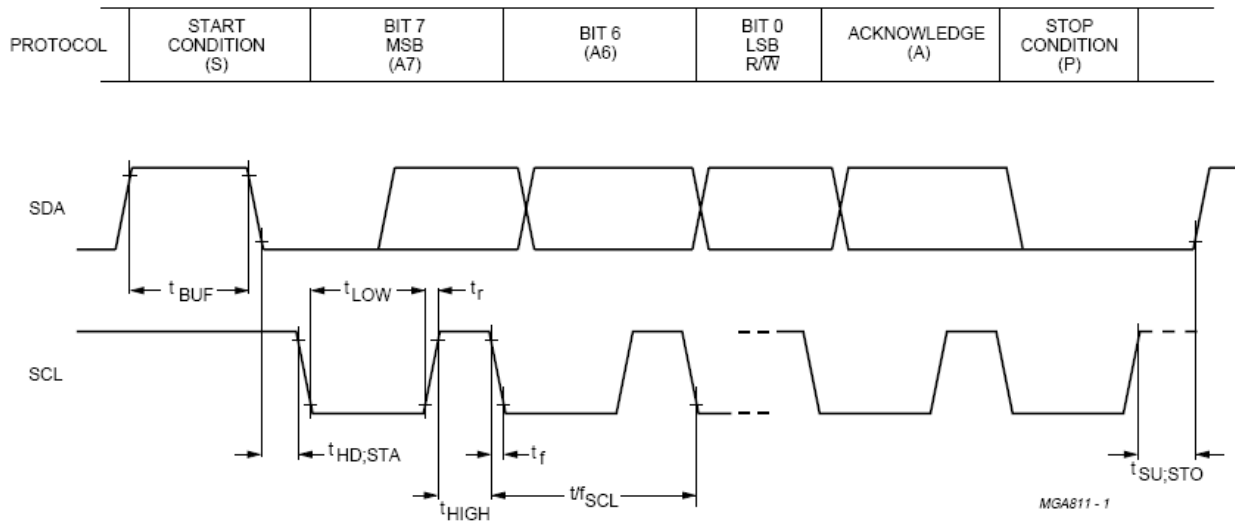 PROTOCOL
START
CONDITION
(S)
BIT 7
MSB
(A7)
BIT 6
(A6)
BIT 0
LSB
R/W̅
ACKNOWLEDGE
(A)
STOP
CONDITION
(P)
SDA
t BUF
t LOW
t r
SCL
t HD;STA
t f
t SU;STO
t HIGH
t/f SCL
MGA811 - 1